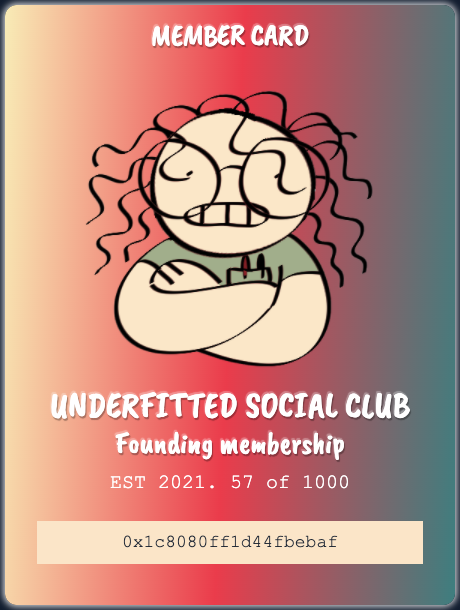 MEMBER CARD
UNDERFITTED SOCIAL CLUB
Founding membership
EST 2021. 57 of 1000
0x1c8080ff1d44fbebaf